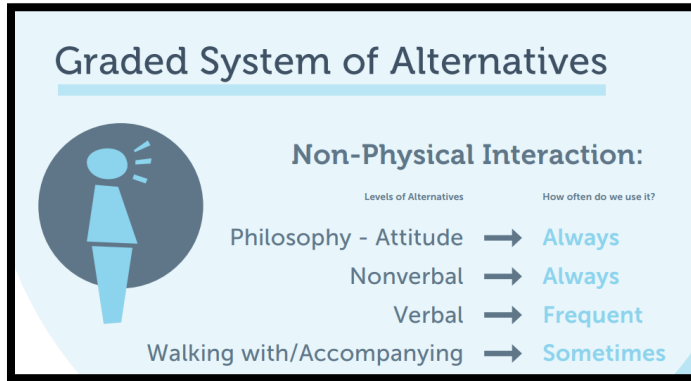 Graded System of Alternatives
Non-Physical Interaction:
Levels of Alternatives How often do we use it?
Philosophy - Attitude Always
Nonverbal Always
Verbal Frequent
Walking with/Accompanying Sometimes